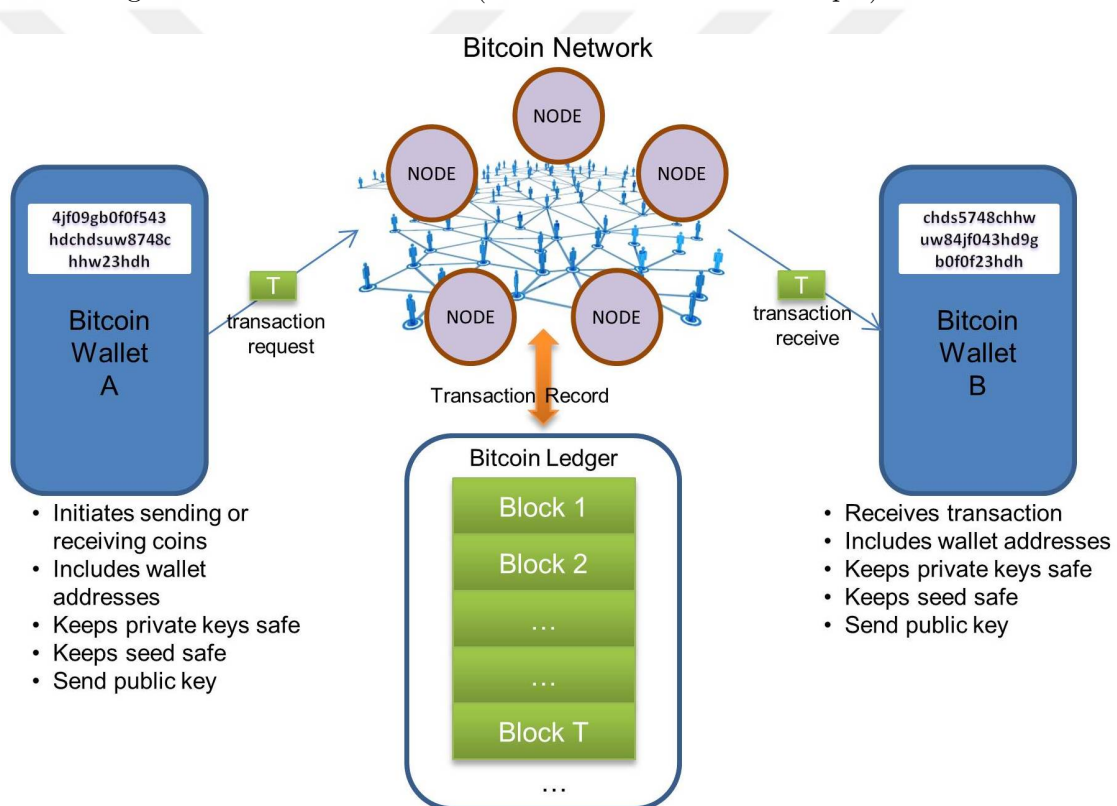 Bitcoin Network
NODE
NODE
NODE
NODE
NODE
4jf09gb0f0f543
hdchdsuw8748c
hhw23hdh
Bitcoin
Wallet
A
T
transaction
request
chds5748chhw
uw84jf043hd9g
b0f0f23hdh
Bitcoin
Wallet
B
T
transaction
receive
Transaction Record
Bitcoin Ledger
Block 1
Block 2
...
...
Block T
...
• Initiates sending or
receiving coins
• Includes wallet
addresses
• Keeps private keys safe
• Keeps seed safe
• Send public key
• Receives transaction
• Includes wallet addresses
• Keeps private keys safe
• Keeps seed safe
• Send public key